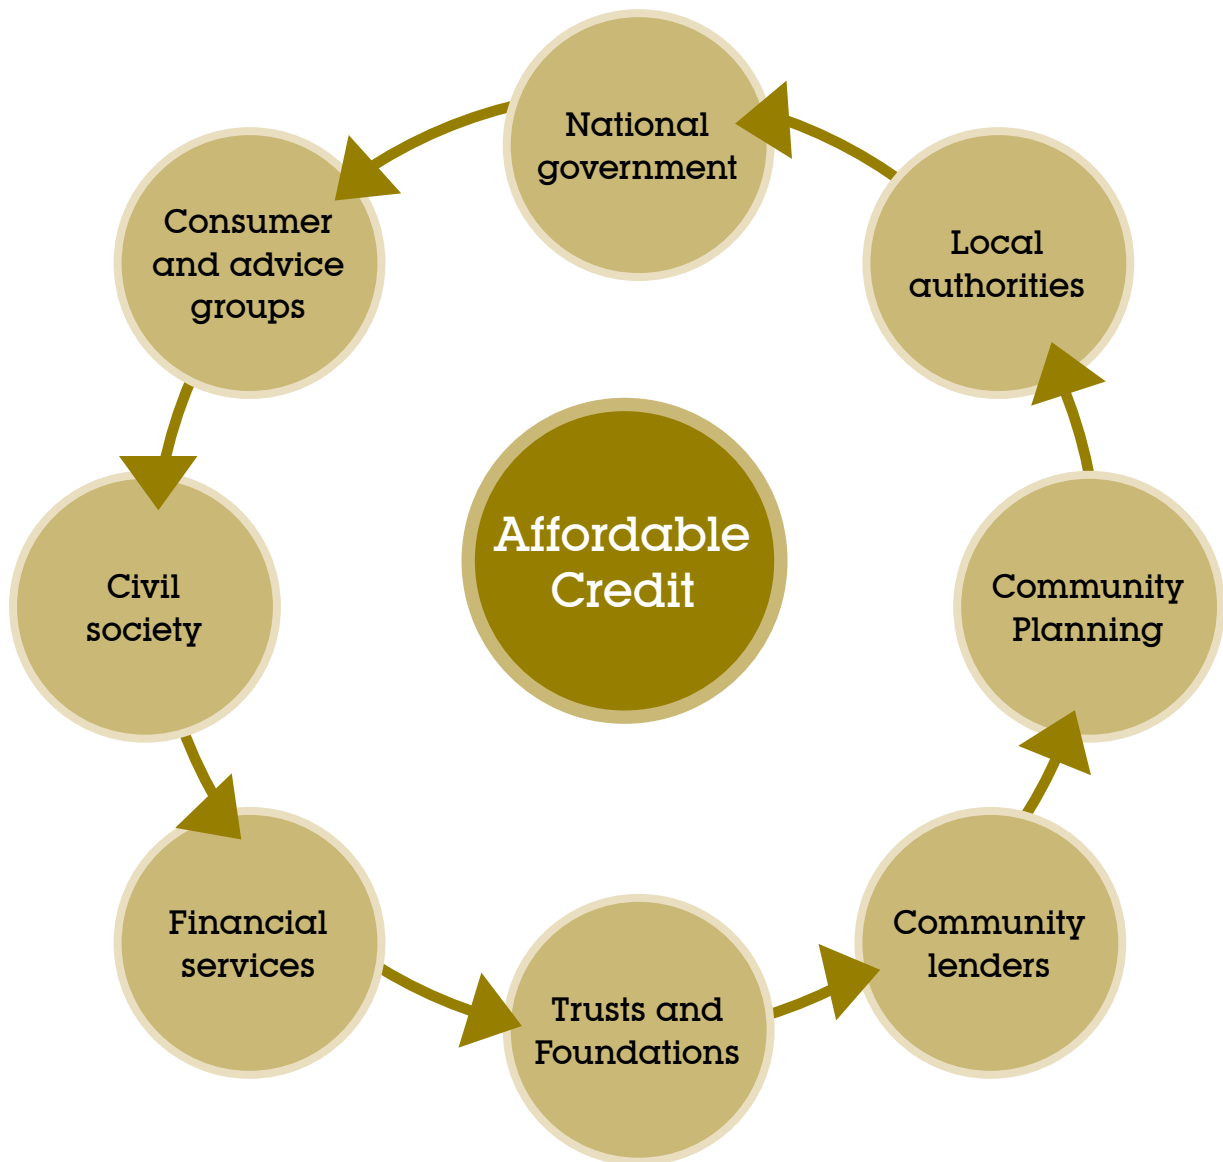 National
government
Local
authorities
Consumer
and advice
groups
Affordable
Credit
Civil
society
Community
Planning
Financial
services
Community
lenders
Trusts and
Foundations